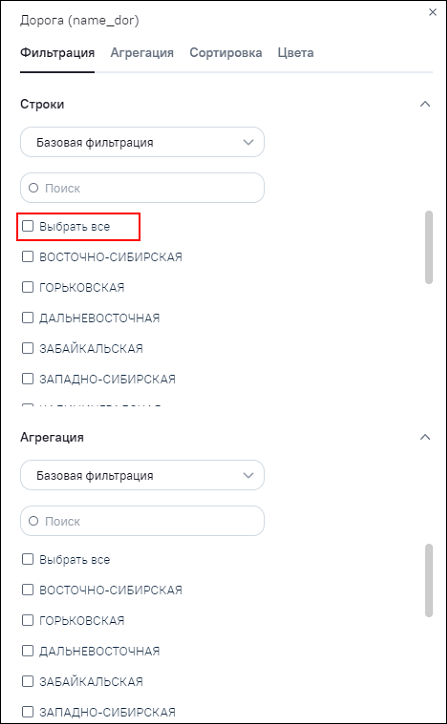 Дорога (name_dor)
Фильтрация Агрегация Сортировка Цвета
Строки
Базовая фильтрация
Поиск
Выбрать все
ВОСТОЧНО-СИБИРСКАЯ
ГОРЬКОВСКАЯ
ДАЛЬНЕВОСТОЧНАЯ
ЗАБАЙКАЛЬСКАЯ
ЗАПАДНО-СИБИРСКАЯ
Агрегация
Базовая фильтрация
Поиск
Выбрать все
ВОСТОЧНО-СИБИРСКАЯ
ГОРЬКОВСКАЯ
ДАЛЬНЕВОСТОЧНАЯ
ЗАБАЙКАЛЬСКАЯ
ЗАПАДНО-СИБИРСКАЯ